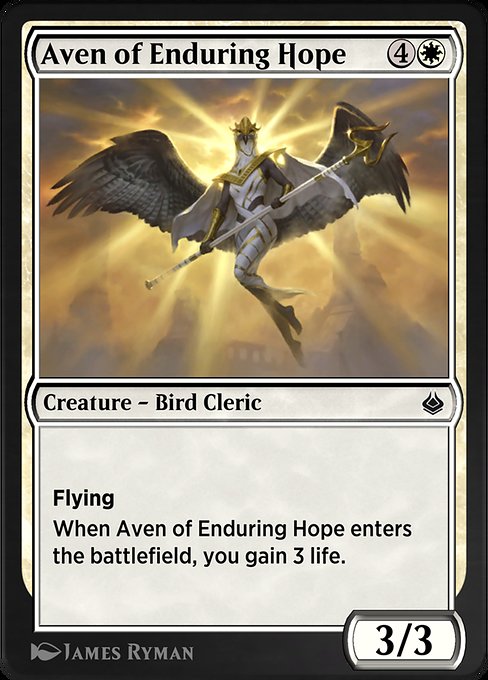 Aven of Enduring Hope 4
Creature – Bird Cleric
Flying
When Aven of Enduring Hope enters
the battlefield, you gain 3 life.
3/3
James Ryman